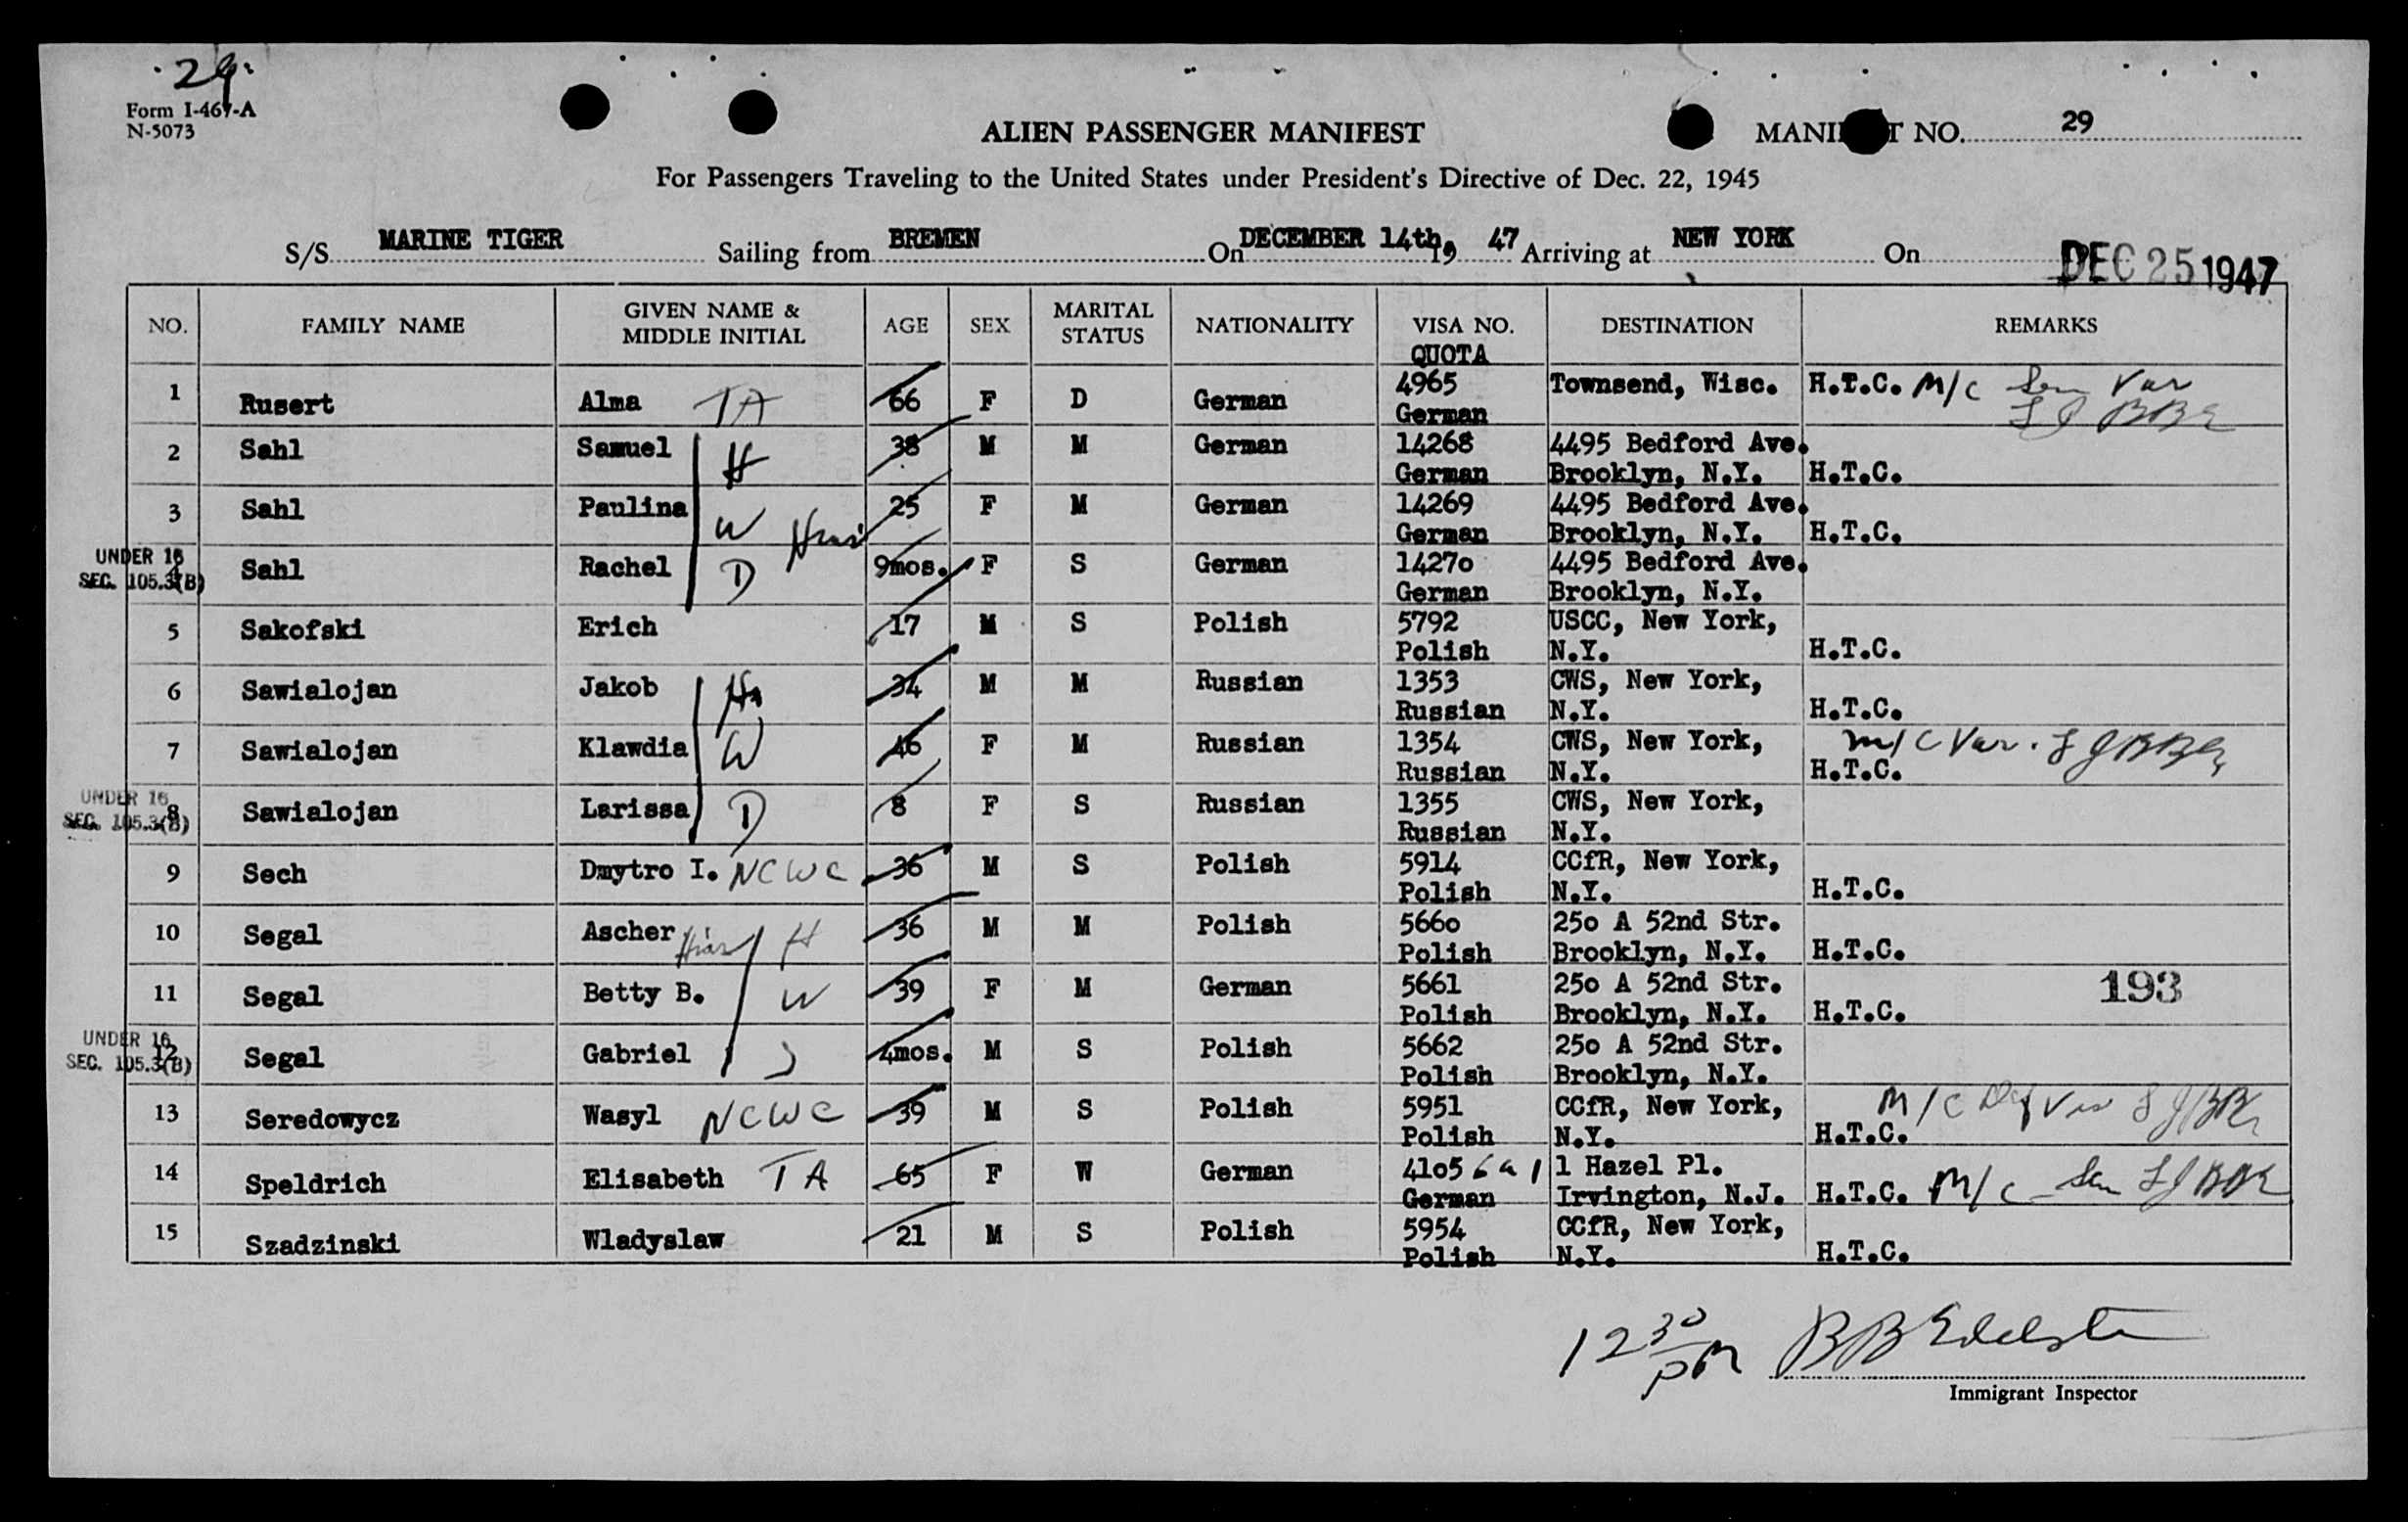 29
Form I-467-A
N-5073
ALIEN PASSENGER MANIFEST
MANI T NO. 29
For Passengers Traveling to the United States under President's Directive of Dec. 22, 1945
S/S MARINE TIGER Sailing from BREMEN On DECEMBER 14th, 19 47 Arriving at NEW YORK On DEC 25 1947
NO. FAMILY NAME GIVEN NAME & MIDDLE INITIAL AGE SEX MARITAL STATUS NATIONALITY VISA NO. QUOTA DESTINATION REMARKS
1 Rusert Alma TA 66 F D German 4965 German Townsend, Wisc. H.T.C. M/C Sen Var
2 Sahl Samuel H 38 M M German 14268 German 4495 Bedford Ave. Brooklyn, N.Y. H.T.C.
3 Sahl Paulina W Hias 25 F M German 14269 German 4495 Bedford Ave. Brooklyn, N.Y. H.T.C.
UNDER 16 SEC. 105.3(B) 4 Sahl Rachel D 9mos. F S German 14270 German 4495 Bedford Ave. Brooklyn, N.Y.
5 Sakofski Erich 17 M S Polish 5792 Polish USCC, New York, N.Y. H.T.C.
6 Sawialojan Jakob H 34 M M Russian 1353 Russian CWS, New York, N.Y. H.T.C.
7 Sawialojan Klawdia W 46 F M Russian 1354 Russian CWS, New York, N.Y. H.T.C. M/C Var.
UNDER 16 SEC. 105.3(B) 8 Sawialojan Larissa D 8 F S Russian 1355 Russian CWS, New York, N.Y.
9 Sech Dmytro I. NCWC 36 M S Polish 5914 Polish CCfR, New York, N.Y. H.T.C.
10 Segal Ascher Hias H 36 M M Polish 5660 Polish 250 A 52nd Str. Brooklyn, N.Y. H.T.C.
11 Segal Betty B. W 39 F M German 5661 Polish 250 A 52nd Str. Brooklyn, N.Y. H.T.C. 193
UNDER 16 SEC. 105.3(B) 12 Segal Gabriel S 4mos. M S Polish 5662 Polish 250 A 52nd Str. Brooklyn, N.Y.
13 Seredowycz Wasyl NCWC 39 M S Polish 5951 Polish CCfR, New York, N.Y. H.T.C. M/C
14 Speldrich Elisabeth TA 65 F W German 4105 German 1 Hazel Pl. Irvington, N.J. H.T.C. M/C Sen
15 Szadzinski Wladyslaw 21 M S Polish 5954 Polish CCfR, New York, N.Y. H.T.C.
12 30 PM
Immigrant Inspector